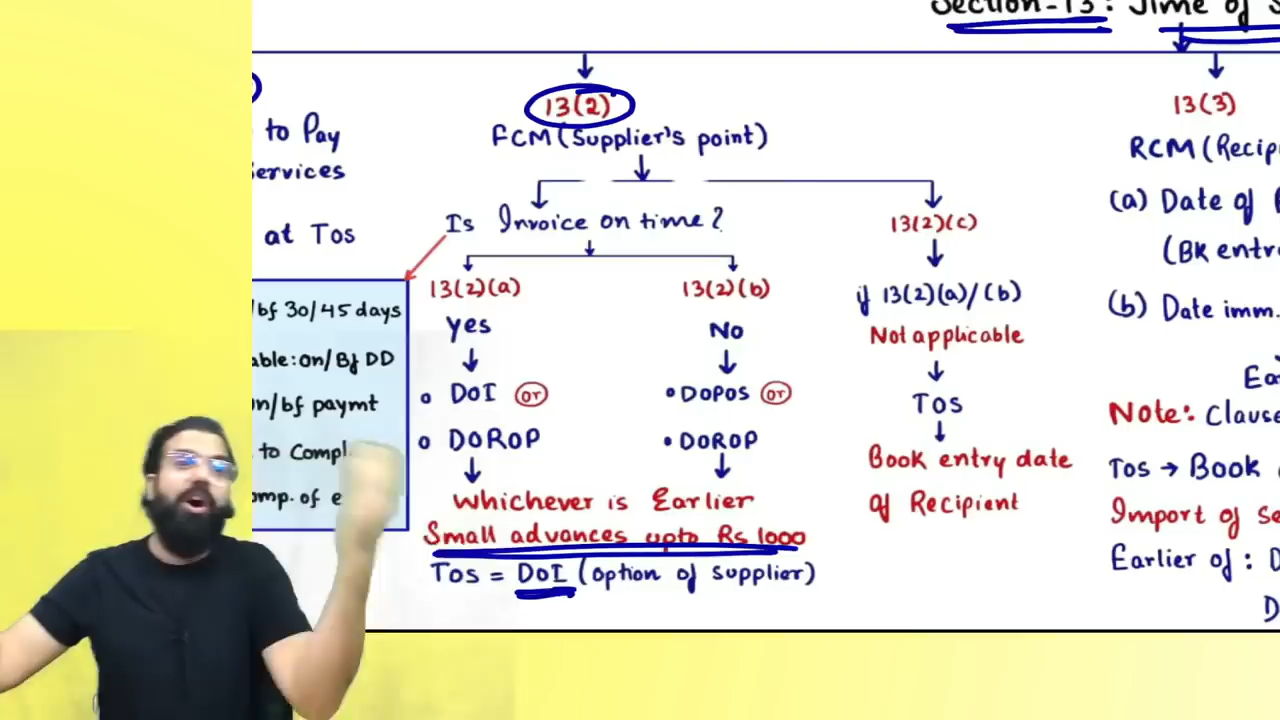 Section-13: Time of S
13(2)
FCM (Supplier's point)
to Pay
ervices
at Tos
Is Invoice on time?
bf 30/45 days
able: on/Bf DD
n/bf paymt
to Compl
omp. of e
13(2)(a)
Yes
• DOI or
• DOROP
13(2)(b)
No
• DOPOS or
• DOROP
Whichever is Earlier
Small advances upto Rs 1000
Tos = DOI (option of supplier)
13(2)(c)
if 13(2)(a)/(b)
Not applicable
TOS
Book entry date
of Recipient
13(3)
RCM (Recip
(a) Date of
(BK entr
(b) Date imm.
Ea
Note: Clause
Tos → Book
Import of se
Earlier of : D
D